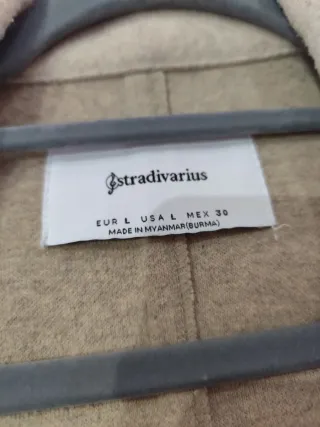 stradivarius
EUR L USA L MEX 30
MADE IN MYANMAR(BURMA)